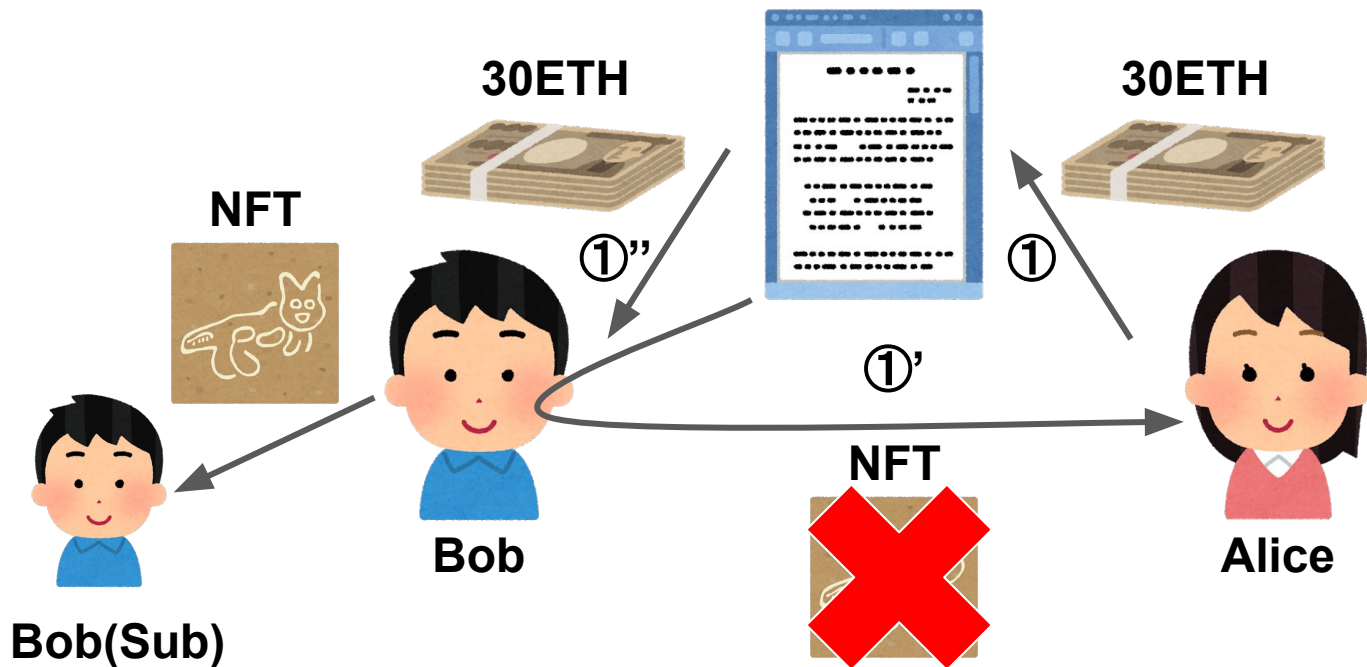 30ETH
30ETH
NFT
①’’
①
①’
NFT
Bob
Alice
Bob(Sub)